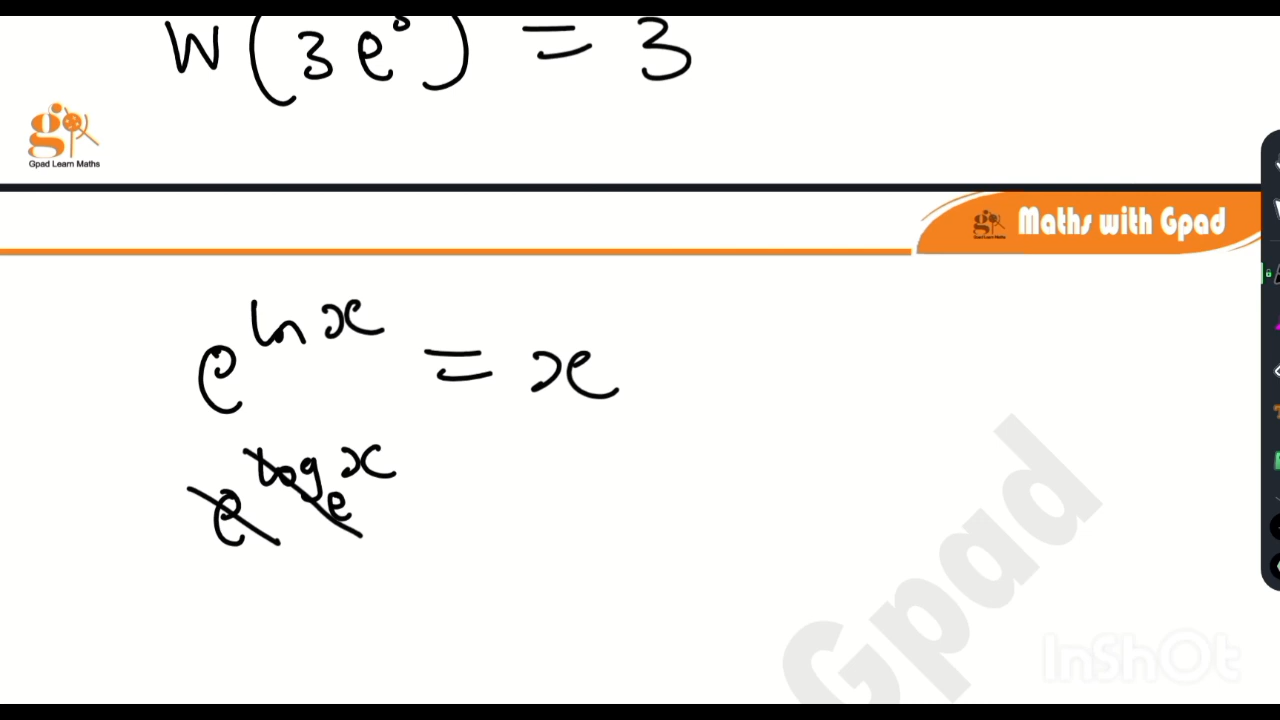 W(3e³) = 3
Gpad Learn Maths
Maths with Gpad
e^{ln x} = x
e^{log_e x}
Gpad
InShOt